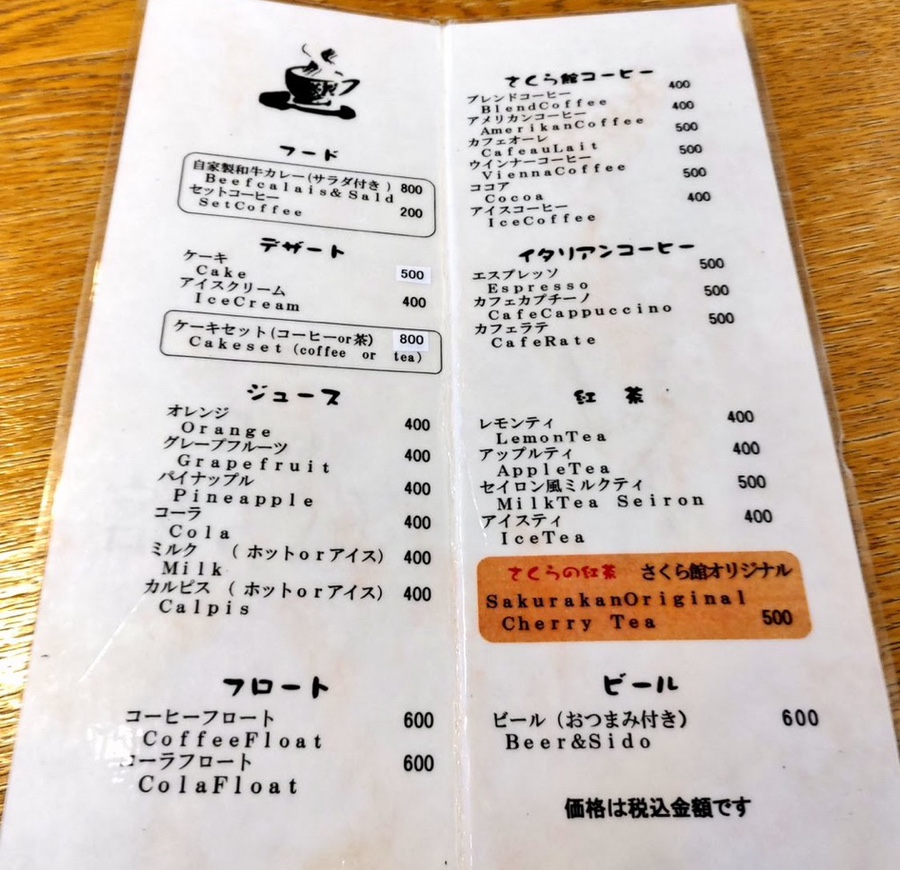 フード
自家製和牛カレー(サラダ付き) 800
Beefcalais&Sald
セットコーヒー
SetCoffee 200
デザート
ケーキ
Cake 500
アイスクリーム
IceCream 400
ケーキセット(コーヒーor茶) 800
Cakeset(coffee or tea)
ジュース
オレンジ
Orange 400
グレープフルーツ
Grapefruit 400
パイナップル
Pineapple 400
コーラ
Cola 400
ミルク (ホットorアイス) 400
Milk
カルピス (ホットorアイス) 400
Calpis
フロート
コーヒーフロート 600
CoffeeFloat
コーラフロート 600
ColaFloat
さくら館コーヒー
ブレンドコーヒー 400
BlendCoffee
アメリカンコーヒー 400
AmerikanCoffee
カフェオーレ 500
CafeauLait
ウインナーコーヒー 500
ViennaCoffee
ココア 500
Cocoa
アイスコーヒー 400
IceCoffee
イタリアンコーヒー
エスプレッソ 500
Espresso
カフェカプチーノ 500
CafeCappuccino
カフェラテ 500
CafeRate
紅 茶
レモンティ 400
LemonTea
アップルティ 400
AppleTea
セイロン風ミルクティ 500
MilkTea Seiron
アイスティ 400
IceTea
さくらの紅茶 さくら館オリジナル
SakurakanOriginal
Cherry Tea 500
ビール
ビール(おつまみ付き) 600
Beer&Sido
価格は税込金額です